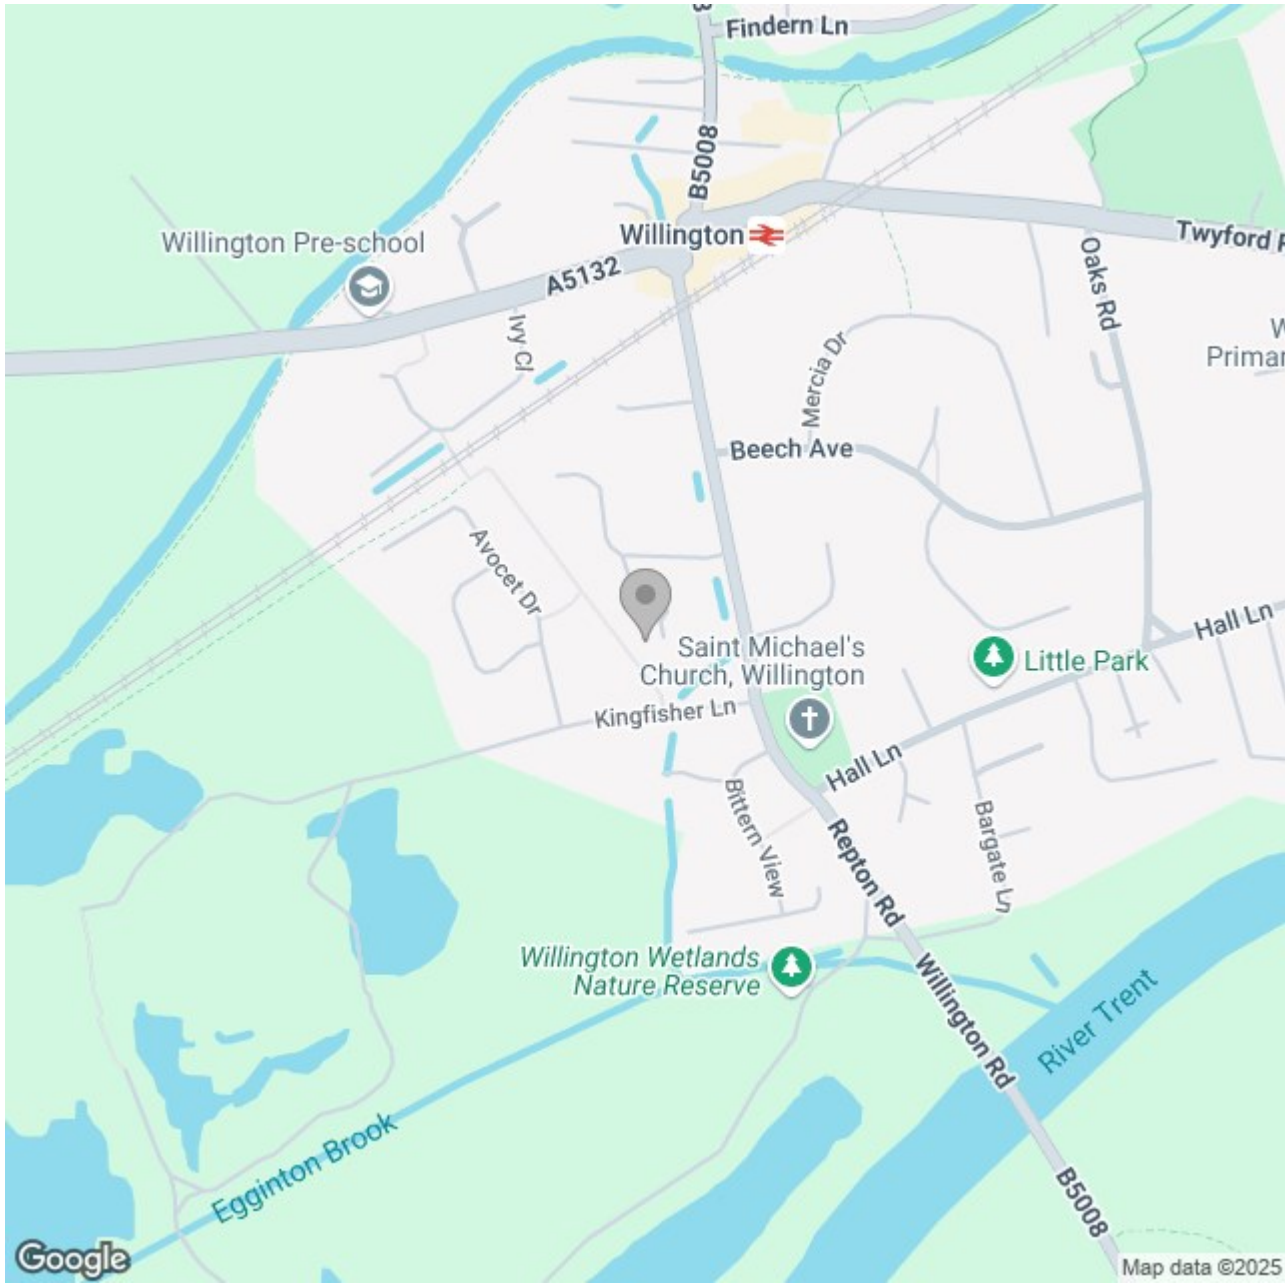 Findern Ln
B5008
Willington
Twyford R
Willington Pre-school
A5132
Oaks Rd
Ivy Cl
Mercia Dr
W
Primar
Beech Ave
Avocet Dr
Hall Ln
Saint Michael's
Church, Willington
Little Park
Kingfisher Ln
Hall Ln
Bittern View
Bargate Ln
Repton Rd
Willington Wetlands
Nature Reserve
Willington Rd
River Trent
Egginton Brook
B5008
Google
Map data ©2025